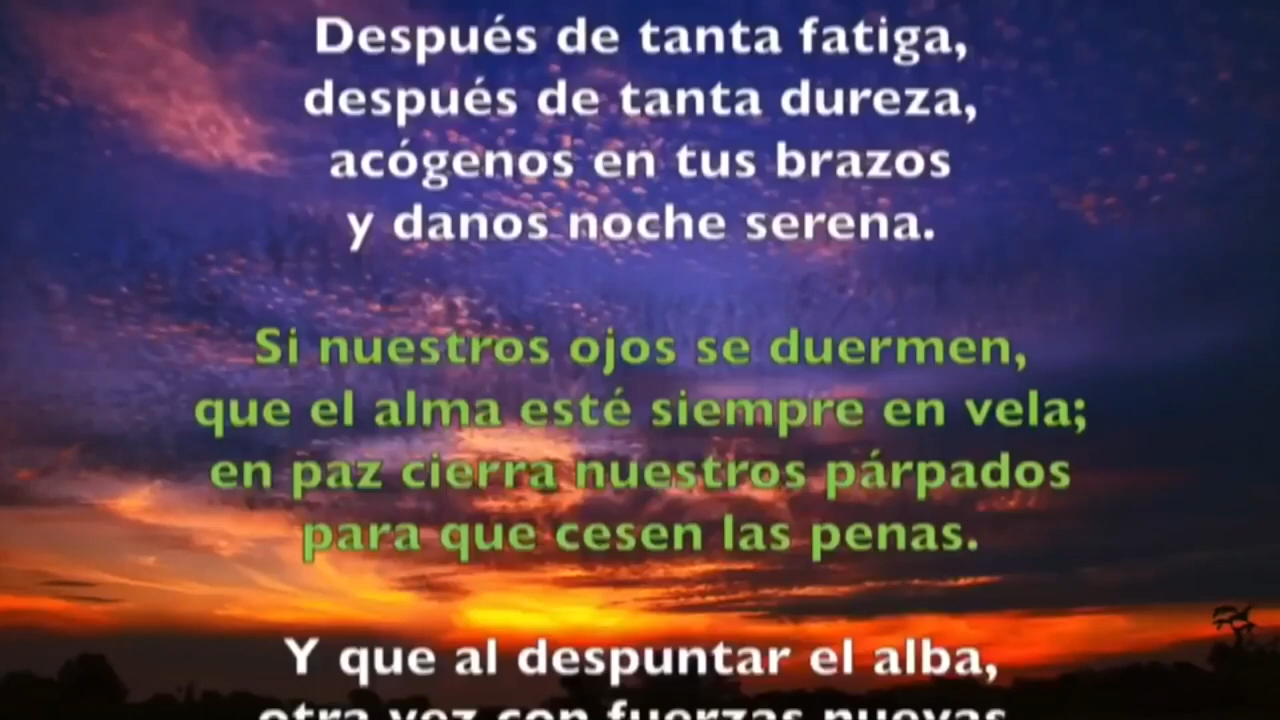 Después de tanta fatiga,
después de tanta dureza,
acógenos en tus brazos
y danos noche serena.
Si nuestros ojos se duermen,
que el alma esté siempre en vela;
en paz cierra nuestros párpados
para que cesen las penas.
Y que al despuntar el alba,
otra vez con fuerzas nuevas